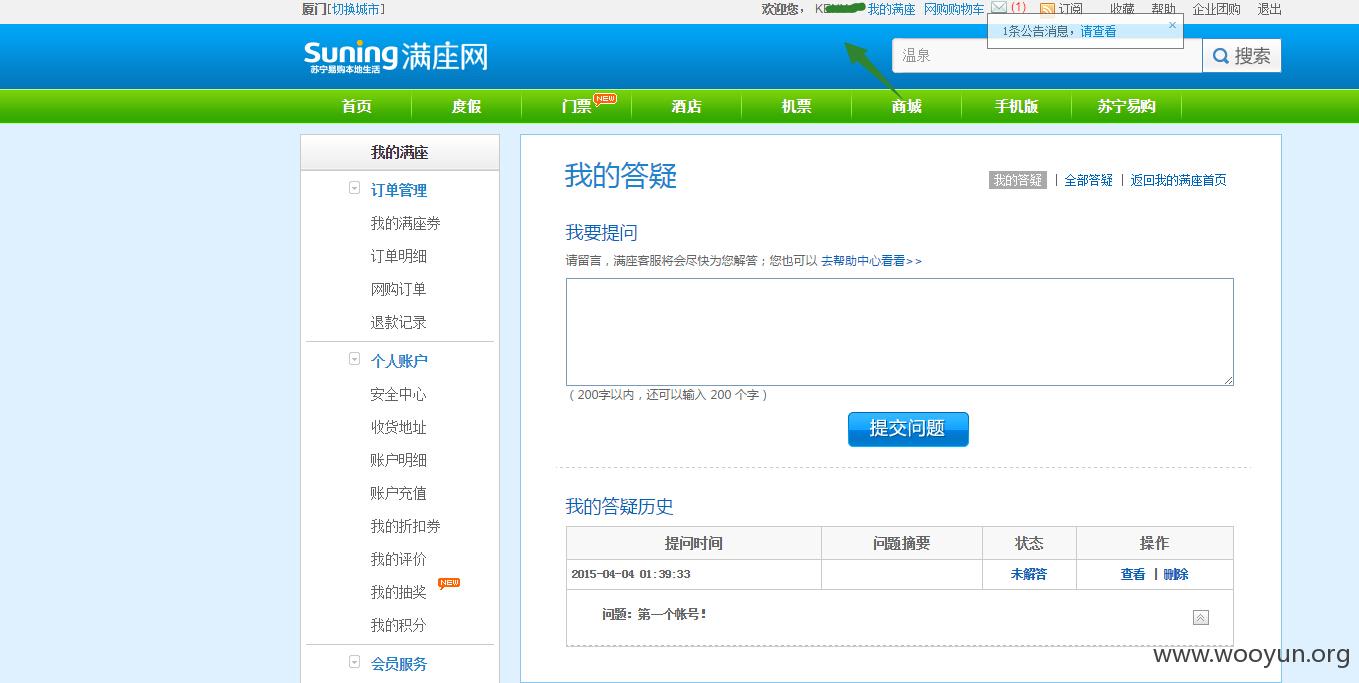 厦门[切换城市]
欢迎您， 我的满座 网购购物车 (1) 订阅 收藏 帮助 企业团购 退出
1条公告消息，请查看 ×
Suning 满座网
苏宁易购本地生活
温泉 搜索
首页 度假 门票 NEW 酒店 机票 商城 手机版 苏宁易购
我的满座
订单管理
我的满座券
订单明细
网购订单
退款记录
个人账户
安全中心
收货地址
账户明细
账户充值
我的折扣券
我的评价
我的抽奖 NEW
我的积分
会员服务
我的答疑
我的答疑 | 全部答疑 | 返回我的满座首页
我要提问
请留言，满座客服将会尽快为您解答；您也可以 去帮助中心看看>>
（200字以内，还可以输入 200 个字）
提交问题
我的答疑历史
提问时间 问题摘要 状态 操作
2015-04-04 01:39:33 未解答 查看 | 删除
问题：第一个帐号！
www.wooyun.org